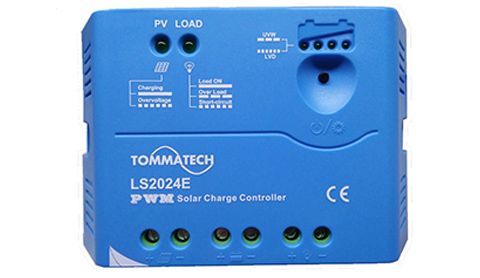 PV LOAD
UVW
LVD
Charging
Overvoltage
Load ON
Over Load
Short-circuit
TOMMATECH
LS2024E
PWM Solar Charge Controller
CE
+ - + - + -